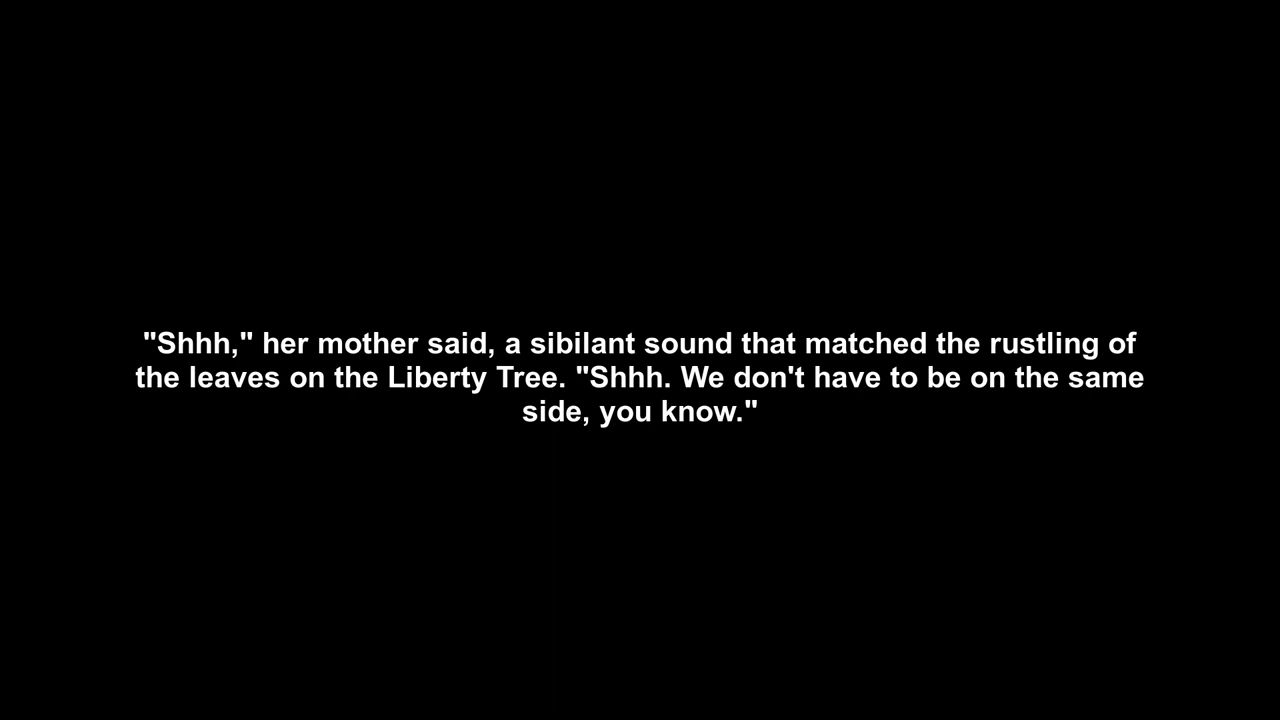 "Shhh," her mother said, a sibilant sound that matched the rustling of
the leaves on the Liberty Tree. "Shhh. We don't have to be on the same
side, you know."